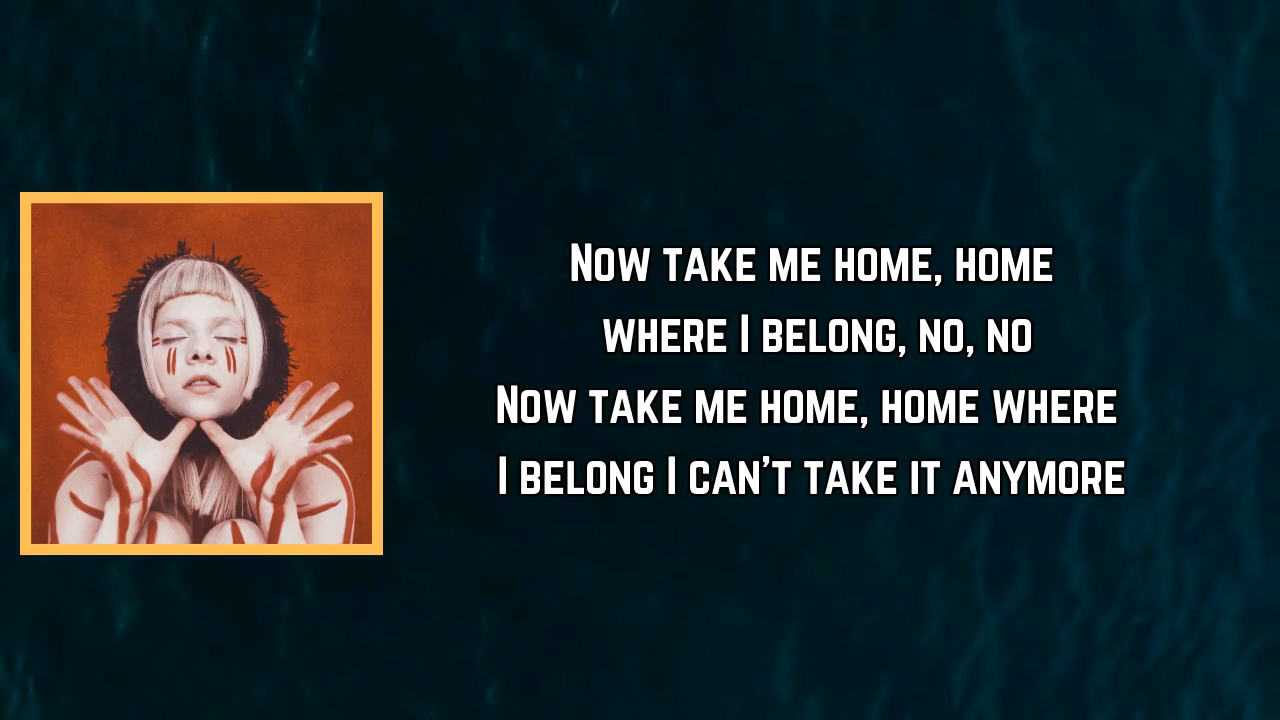 Now take me home, home
where I belong, no, no
Now take me home, home where
I belong I can’t take it anymore